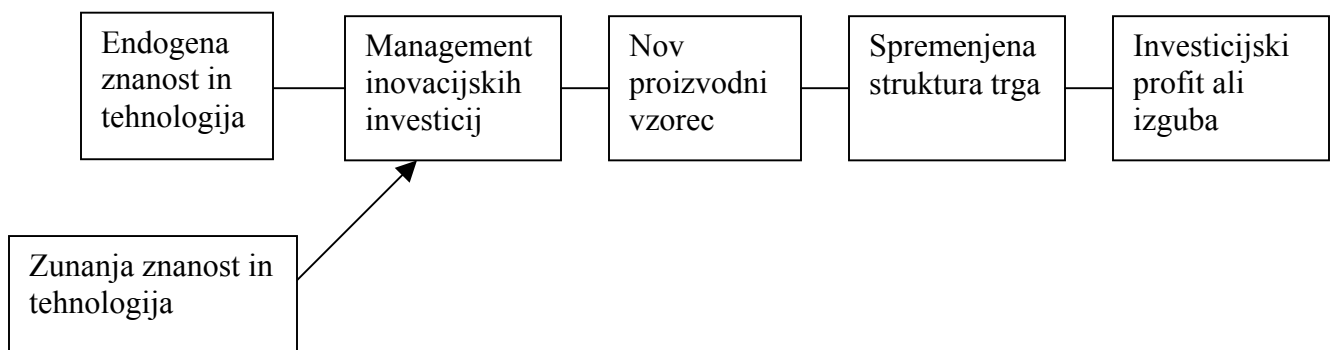 Endogena
znanost in
tehnologija
Management
inovacijskih
investicij
Nov
proizvodni
vzorec
Spremenjena
struktura trga
Investicijski
profit ali
izguba
Zunanja znanost in
tehnologija